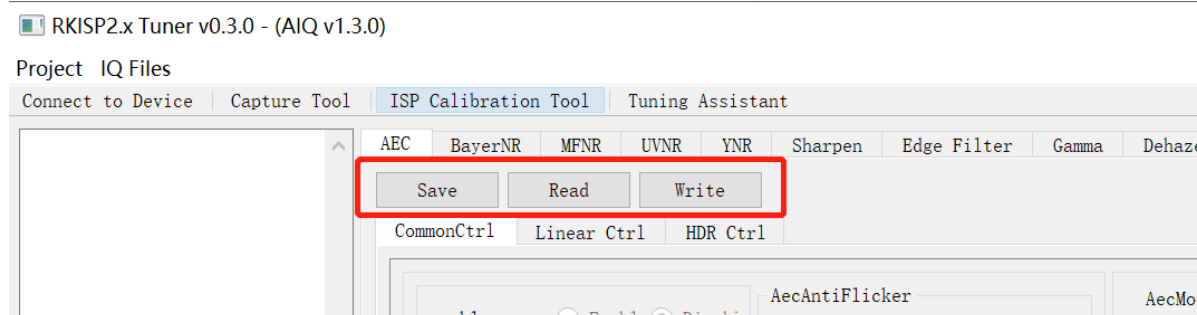 RKISP2.x Tuner v0.3.0 - (AIQ v1.3.0)
Project IQ Files
Connect to Device Capture Tool ISP Calibration Tool Tuning Assistant
AEC BayerNR MFNR UVNR YNR Sharpen Edge Filter Gamma
Save Read Write
CommonCtrl Linear Ctrl HDR Ctrl
AecAntiFlicker